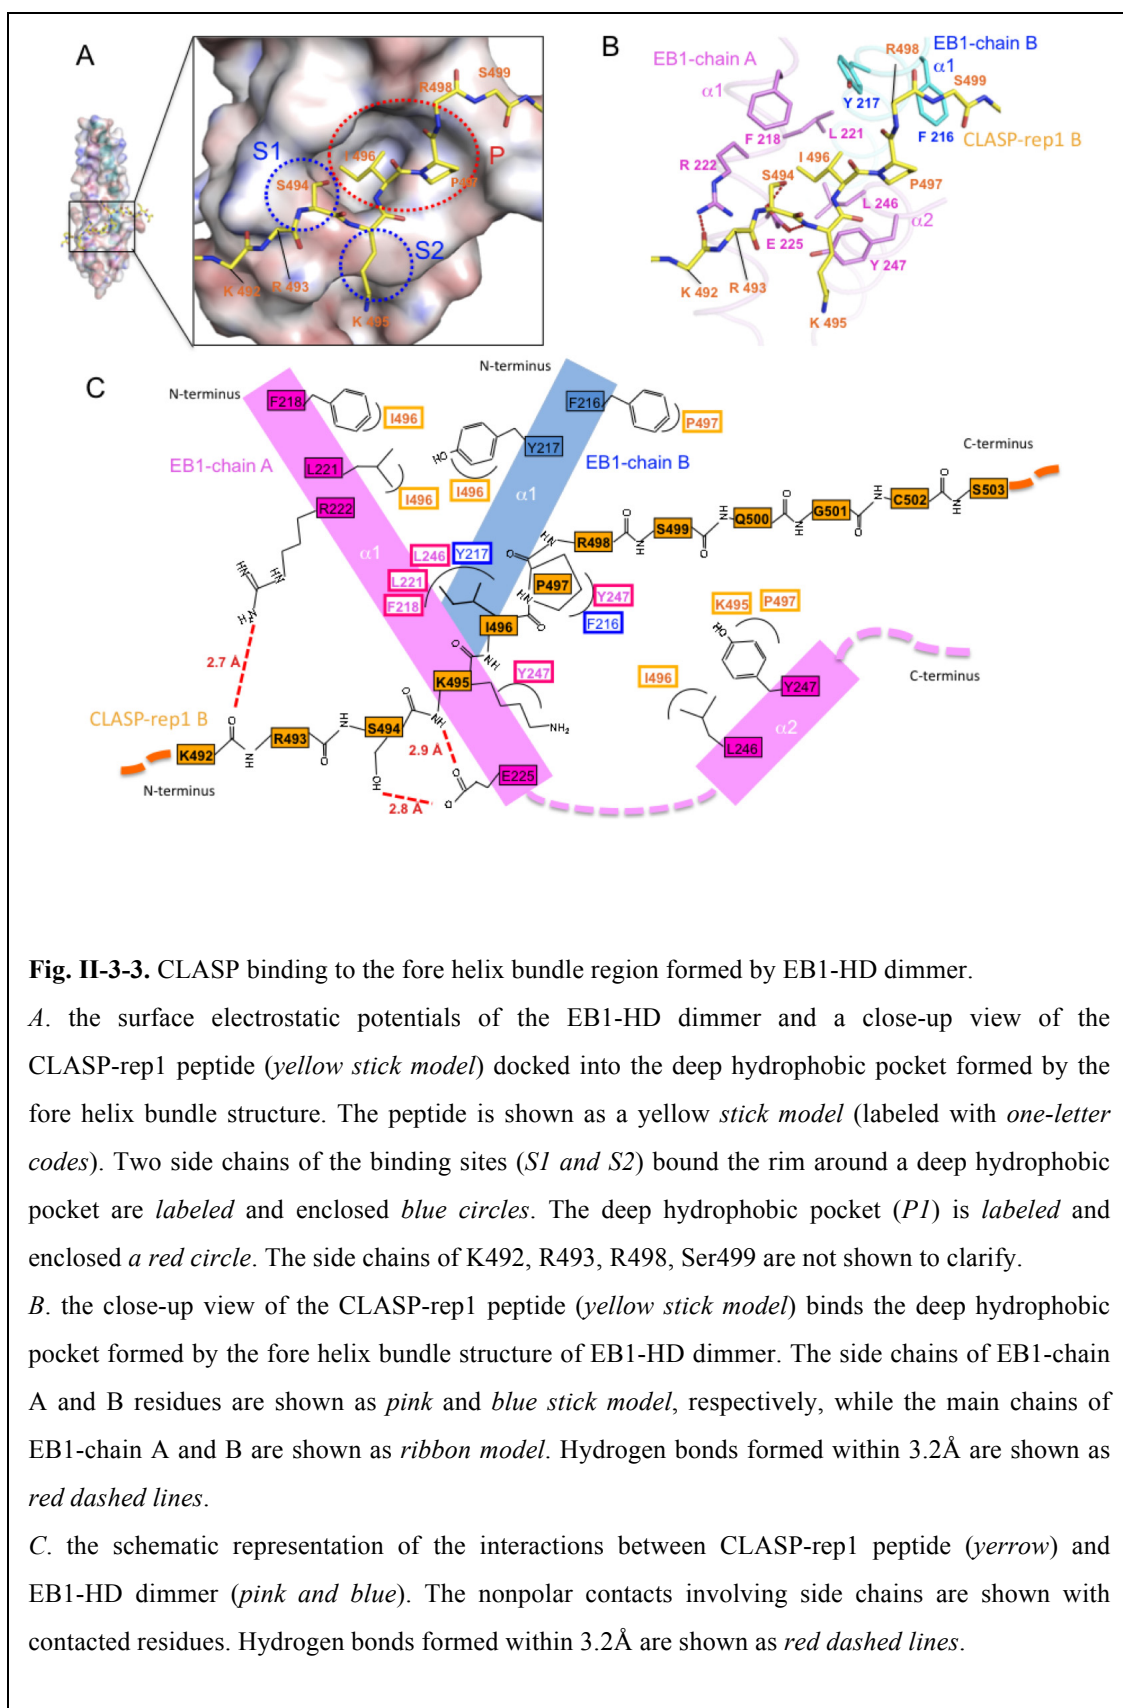 A
S499
R498
S1
I 496
P
S494
P497
S2
K 492
R 493
K 495
B
R498
EB1-chain B
EB1-chain A
α1
S499
α1
Y 217
CLASP-rep1 B
F 218
L 221
F 216
R 222
I 496
S494
P497
L 246
α2
E 225
Y 247
K 492
R 493
K 495
C
N-terminus
N-terminus
F218
I496
F216
P497
EB1-chain A
HO
Y217
EB1-chain B
C-terminus
L221
I496
I496
α1
S503
R222
C502
G501
Q500
S499
R498
α1
L246
Y217
L221
F218
P497
Y247
F216
I496
K495
P497
HO
Y247
C-terminus
I496
α2
L246
K495
Y247
NH₂
2.7 Å
CLASP-rep1 B
K492
R493
S494
2.9 Å
N-terminus
OH
2.8 Å
E225
Fig. II-3-3. CLASP binding to the fore helix bundle region formed by EB1-HD dimmer.
A. the surface electrostatic potentials of the EB1-HD dimmer and a close-up view of the
CLASP-rep1 peptide (yellow stick model) docked into the deep hydrophobic pocket formed by the
fore helix bundle structure. The peptide is shown as a yellow stick model (labeled with one-letter
codes). Two side chains of the binding sites (S1 and S2) bound the rim around a deep hydrophobic
pocket are labeled and enclosed blue circles. The deep hydrophobic pocket (P1) is labeled and
enclosed a red circle. The side chains of K492, R493, R498, Ser499 are not shown to clarify.
B. the close-up view of the CLASP-rep1 peptide (yellow stick model) binds the deep hydrophobic
pocket formed by the fore helix bundle structure of EB1-HD dimmer. The side chains of EB1-chain
A and B residues are shown as pink and blue stick model, respectively, while the main chains of
EB1-chain A and B are shown as ribbon model. Hydrogen bonds formed within 3.2Å are shown as
red dashed lines.
C. the schematic representation of the interactions between CLASP-rep1 peptide (yerrow) and
EB1-HD dimmer (pink and blue). The nonpolar contacts involving side chains are shown with
contacted residues. Hydrogen bonds formed within 3.2Å are shown as red dashed lines.